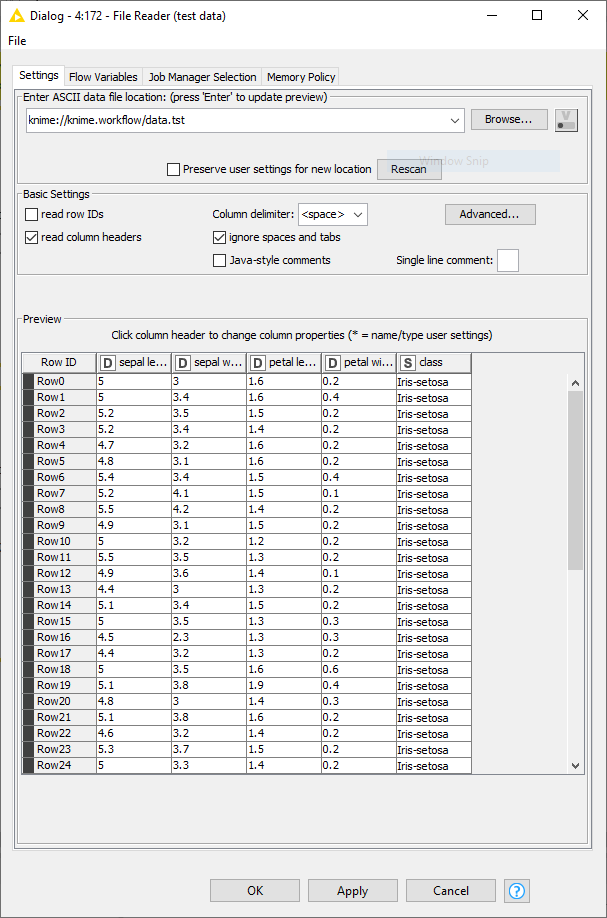 Dialog - 4:172 - File Reader (test data)
File
Settings Flow Variables Job Manager Selection Memory Policy
Enter ASCII data file location: (press 'Enter' to update preview)
knime://knime.workflow/data.tst Browse... V
Window Snip
Preserve user settings for new location Rescan
Basic Settings
read row IDs Column delimiter: <space> Advanced...
read column headers ignore spaces and tabs
Java-style comments Single line comment:
Preview
Click column header to change column properties (* = name/type user settings)
Row ID D sepal le... D sepal w... D petal le... D petal wi... S class
Row0 5 3 1.6 0.2 Iris-setosa
Row1 5 3.4 1.6 0.4 Iris-setosa
Row2 5.2 3.5 1.5 0.2 Iris-setosa
Row3 5.2 3.4 1.4 0.2 Iris-setosa
Row4 4.7 3.2 1.6 0.2 Iris-setosa
Row5 4.8 3.1 1.6 0.2 Iris-setosa
Row6 5.4 3.4 1.5 0.4 Iris-setosa
Row7 5.2 4.1 1.5 0.1 Iris-setosa
Row8 5.5 4.2 1.4 0.2 Iris-setosa
Row9 4.9 3.1 1.5 0.2 Iris-setosa
Row10 5 3.2 1.2 0.2 Iris-setosa
Row11 5.5 3.5 1.3 0.2 Iris-setosa
Row12 4.9 3.6 1.4 0.1 Iris-setosa
Row13 4.4 3 1.3 0.2 Iris-setosa
Row14 5.1 3.4 1.5 0.2 Iris-setosa
Row15 5 3.5 1.3 0.3 Iris-setosa
Row16 4.5 2.3 1.3 0.3 Iris-setosa
Row17 4.4 3.2 1.3 0.2 Iris-setosa
Row18 5 3.5 1.6 0.6 Iris-setosa
Row19 5.1 3.8 1.9 0.4 Iris-setosa
Row20 4.8 3 1.4 0.3 Iris-setosa
Row21 5.1 3.8 1.6 0.2 Iris-setosa
Row22 4.6 3.2 1.4 0.2 Iris-setosa
Row23 5.3 3.7 1.5 0.2 Iris-setosa
Row24 5 3.3 1.4 0.2 Iris-setosa
OK Apply Cancel ?